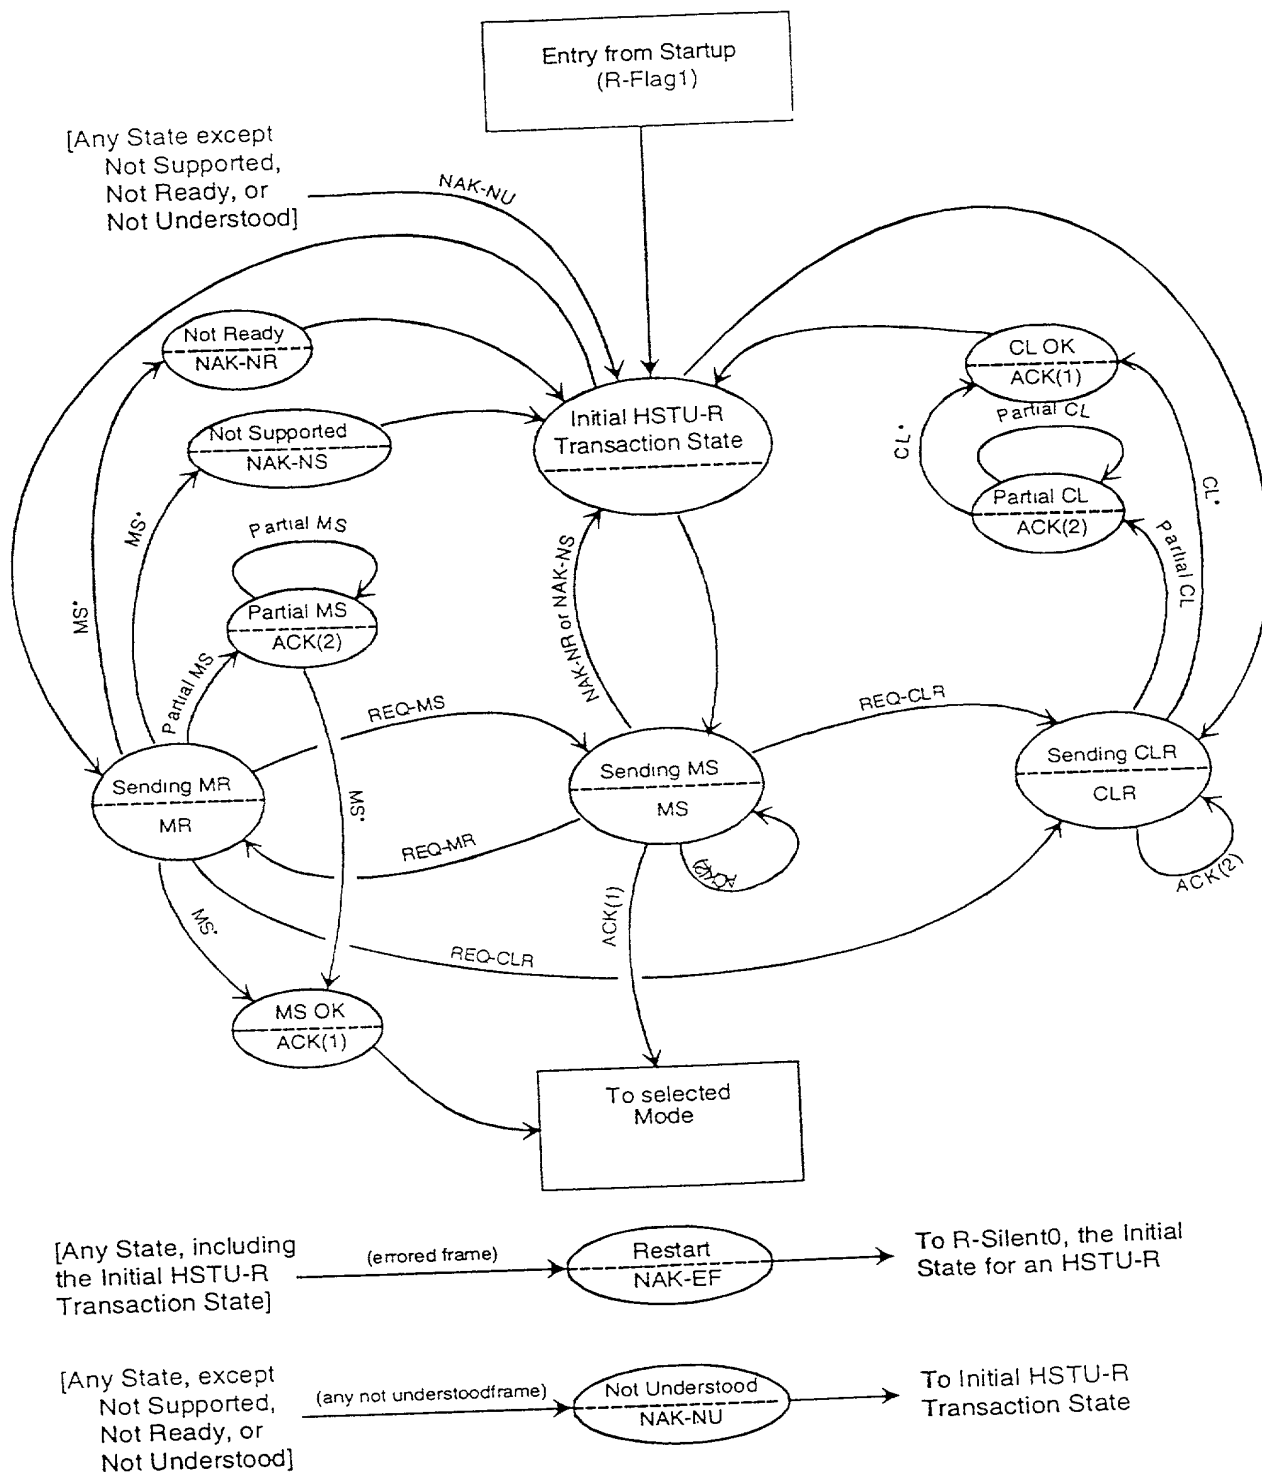 Entry from Startup
(R-Flag1)
[Any State except
Not Supported,
Not Ready, or
Not Understood]
NAK-NU
Not Ready
NAK-NR
CL OK
ACK(1)
Initial HSTU-R
Transaction State
Partial CL
CL*
Not Supported
NAK-NS
Partial CL
ACK(2)
CL*
MS*
Partial MS
NAK-NR or NAK-NS
Partial CL
MS*
Partial MS
ACK(2)
Partial MS
REQ-MS
REQ-CLR
Sending MR
MR
Sending MS
MS
Sending CLR
CLR
MS*
REQ-MR
ACK(2)
ACK(2)
MS*
ACK(1)
REQ-CLR
MS OK
ACK(1)
To selected
Mode
[Any State, including
the Initial HSTU-R
Transaction State]
(errored frame)
Restart
NAK-EF
To R-Silent0, the Initial
State for an HSTU-R
[Any State, except
Not Supported,
Not Ready, or
Not Understood]
(any not understoodframe)
Not Understood
NAK-NU
To Initial HSTU-R
Transaction State